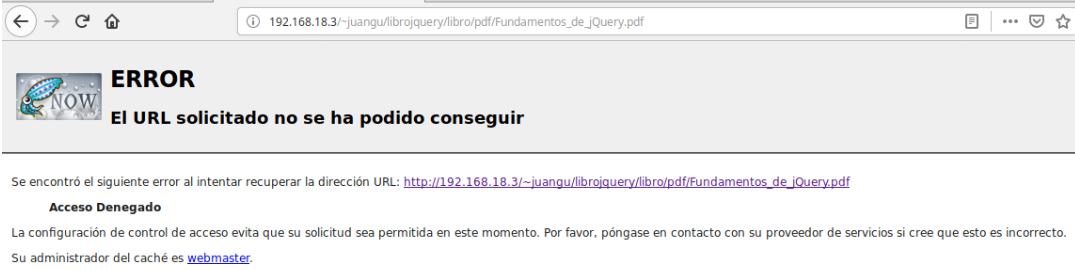 192.168.18.3/~juangu/librojquery/libro/pdf/Fundamentos_de_jQuery.pdf
NOW
ERROR
El URL solicitado no se ha podido conseguir
Se encontró el siguiente error al intentar recuperar la dirección URL: http://192.168.18.3/~juangu/librojquery/libro/pdf/Fundamentos_de_jQuery.pdf
Acceso Denegado
La configuración de control de acceso evita que su solicitud sea permitida en este momento. Por favor, póngase en contacto con su proveedor de servicios si cree que esto es incorrecto.
Su administrador del caché es webmaster.